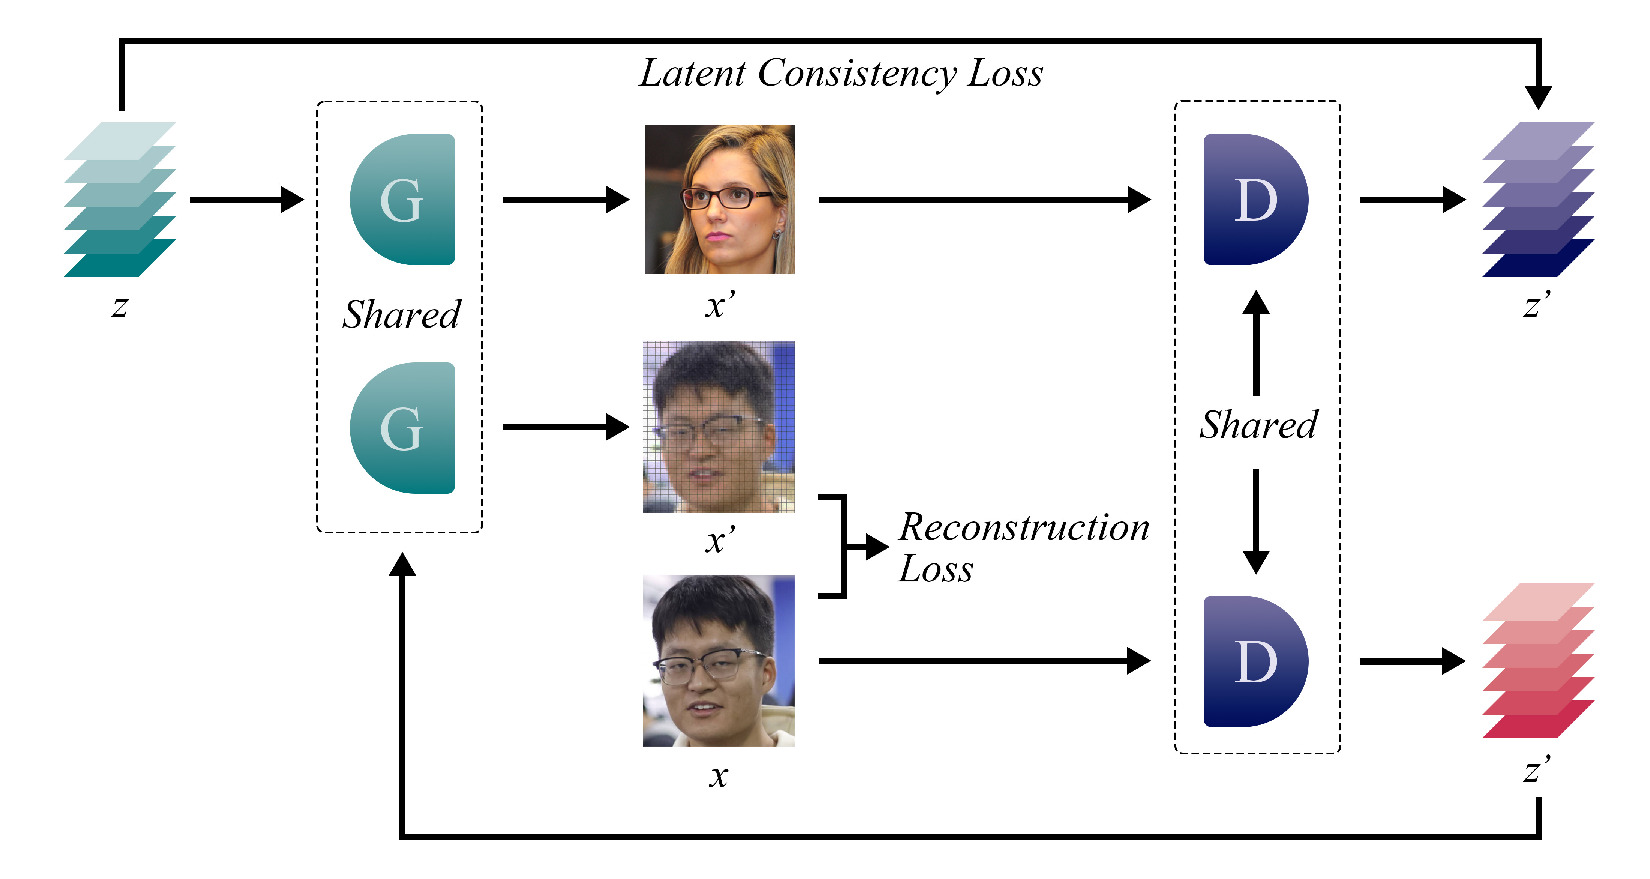 Latent Consistency Loss
G
D
z
x’
z’
Shared
G
Shared
x’
Reconstruction
Loss
D
x
z’